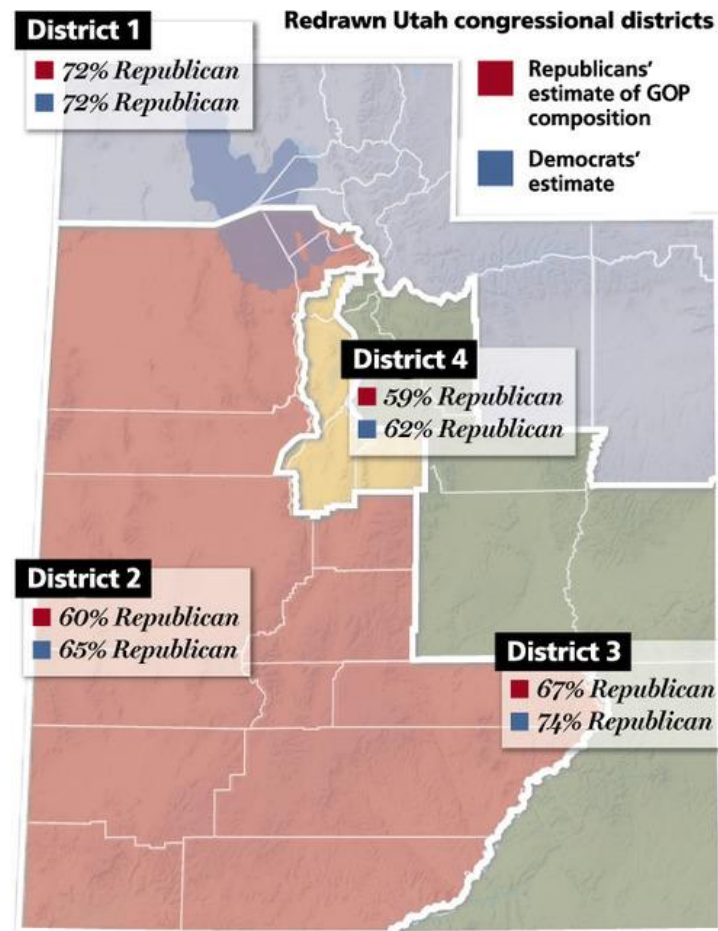 Redrawn Utah congressional districts
Republicans'
estimate of GOP
composition
Democrats'
estimate
District 1
72% Republican
72% Republican
District 4
59% Republican
62% Republican
District 2
60% Republican
65% Republican
District 3
67% Republican
74% Republican